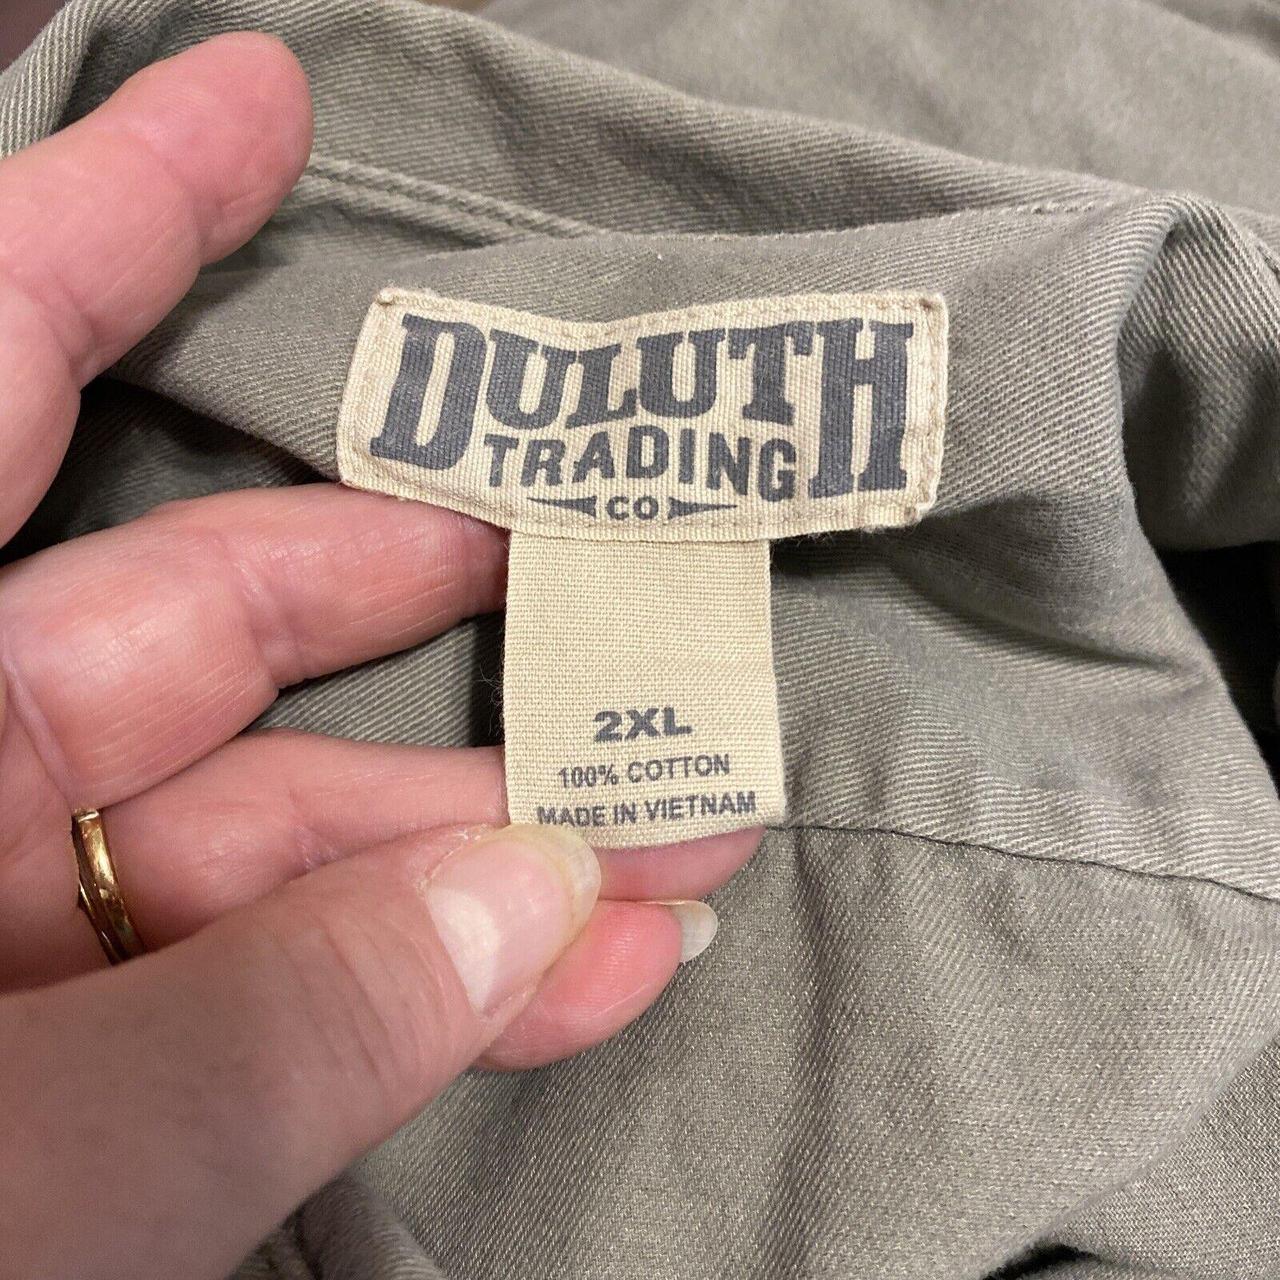 DULUTH
TRADING
CO
2XL
100% COTTON
MADE IN VIETNAM